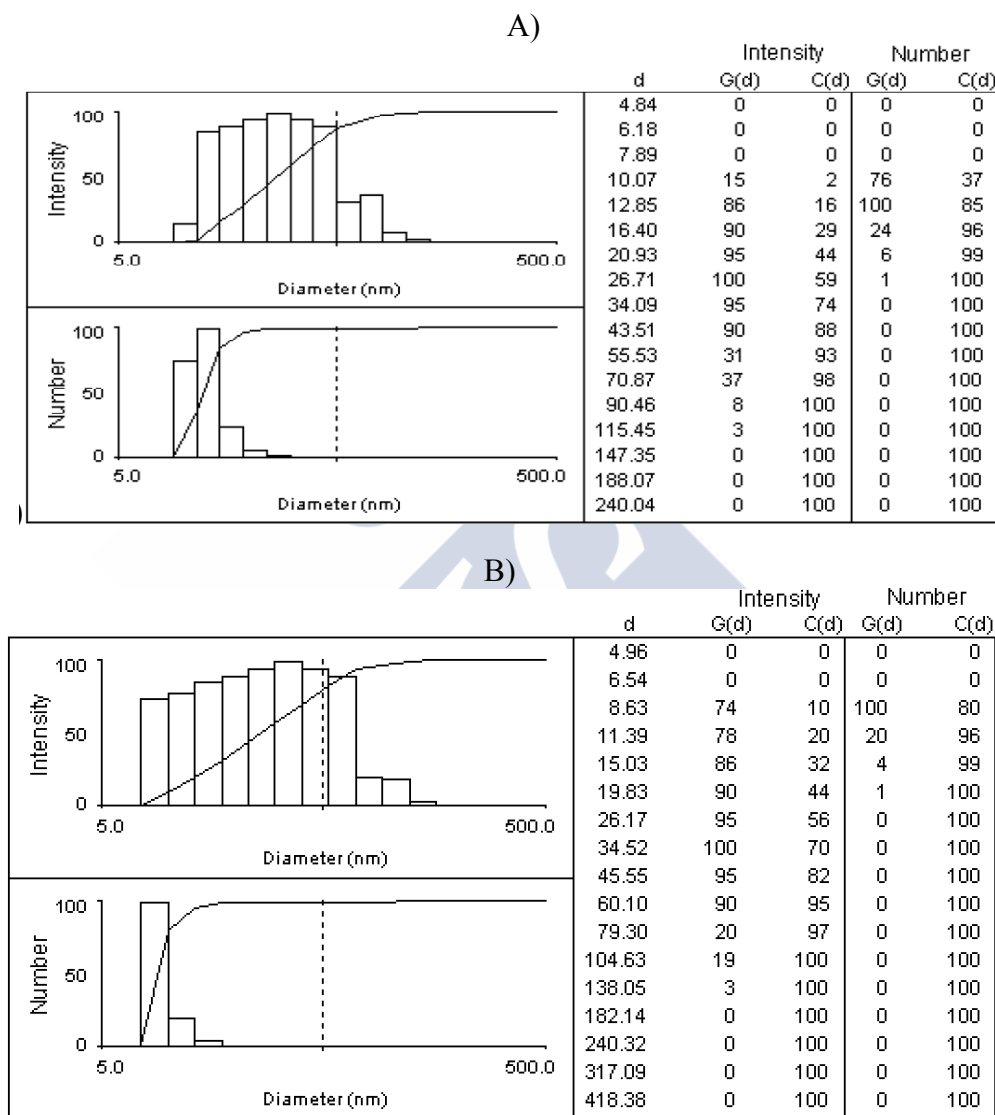 A)
Intensity Number
d G(d) C(d) G(d) C(d)
100
50
0
Intensity
5.0 500.0
Diameter (nm)
100
50
0
Number
5.0 500.0
Diameter (nm)
4.84 0 0 0 0
6.18 0 0 0 0
7.89 0 0 0 0
10.07 15 2 76 37
12.85 86 16 100 85
16.40 90 29 24 96
20.93 95 44 6 99
26.71 100 59 1 100
34.09 95 74 0 100
43.51 90 88 0 100
55.53 31 93 0 100
70.87 37 98 0 100
90.46 8 100 0 100
115.45 3 100 0 100
147.35 0 100 0 100
188.07 0 100 0 100
240.04 0 100 0 100
B)
Intensity Number
d G(d) C(d) G(d) C(d)
100
50
0
Intensity
5.0 500.0
Diameter (nm)
100
50
0
Number
5.0 500.0
Diameter (nm)
4.96 0 0 0 0
6.54 0 0 0 0
8.63 74 10 100 80
11.39 78 20 20 96
15.03 86 32 4 99
19.83 90 44 1 100
26.17 95 56 0 100
34.52 100 70 0 100
45.55 95 82 0 100
60.10 90 95 0 100
79.30 20 97 0 100
104.63 19 100 0 100
138.05 3 100 0 100
182.14 0 100 0 100
240.32 0 100 0 100
317.09 0 100 0 100
418.38 0 100 0 100